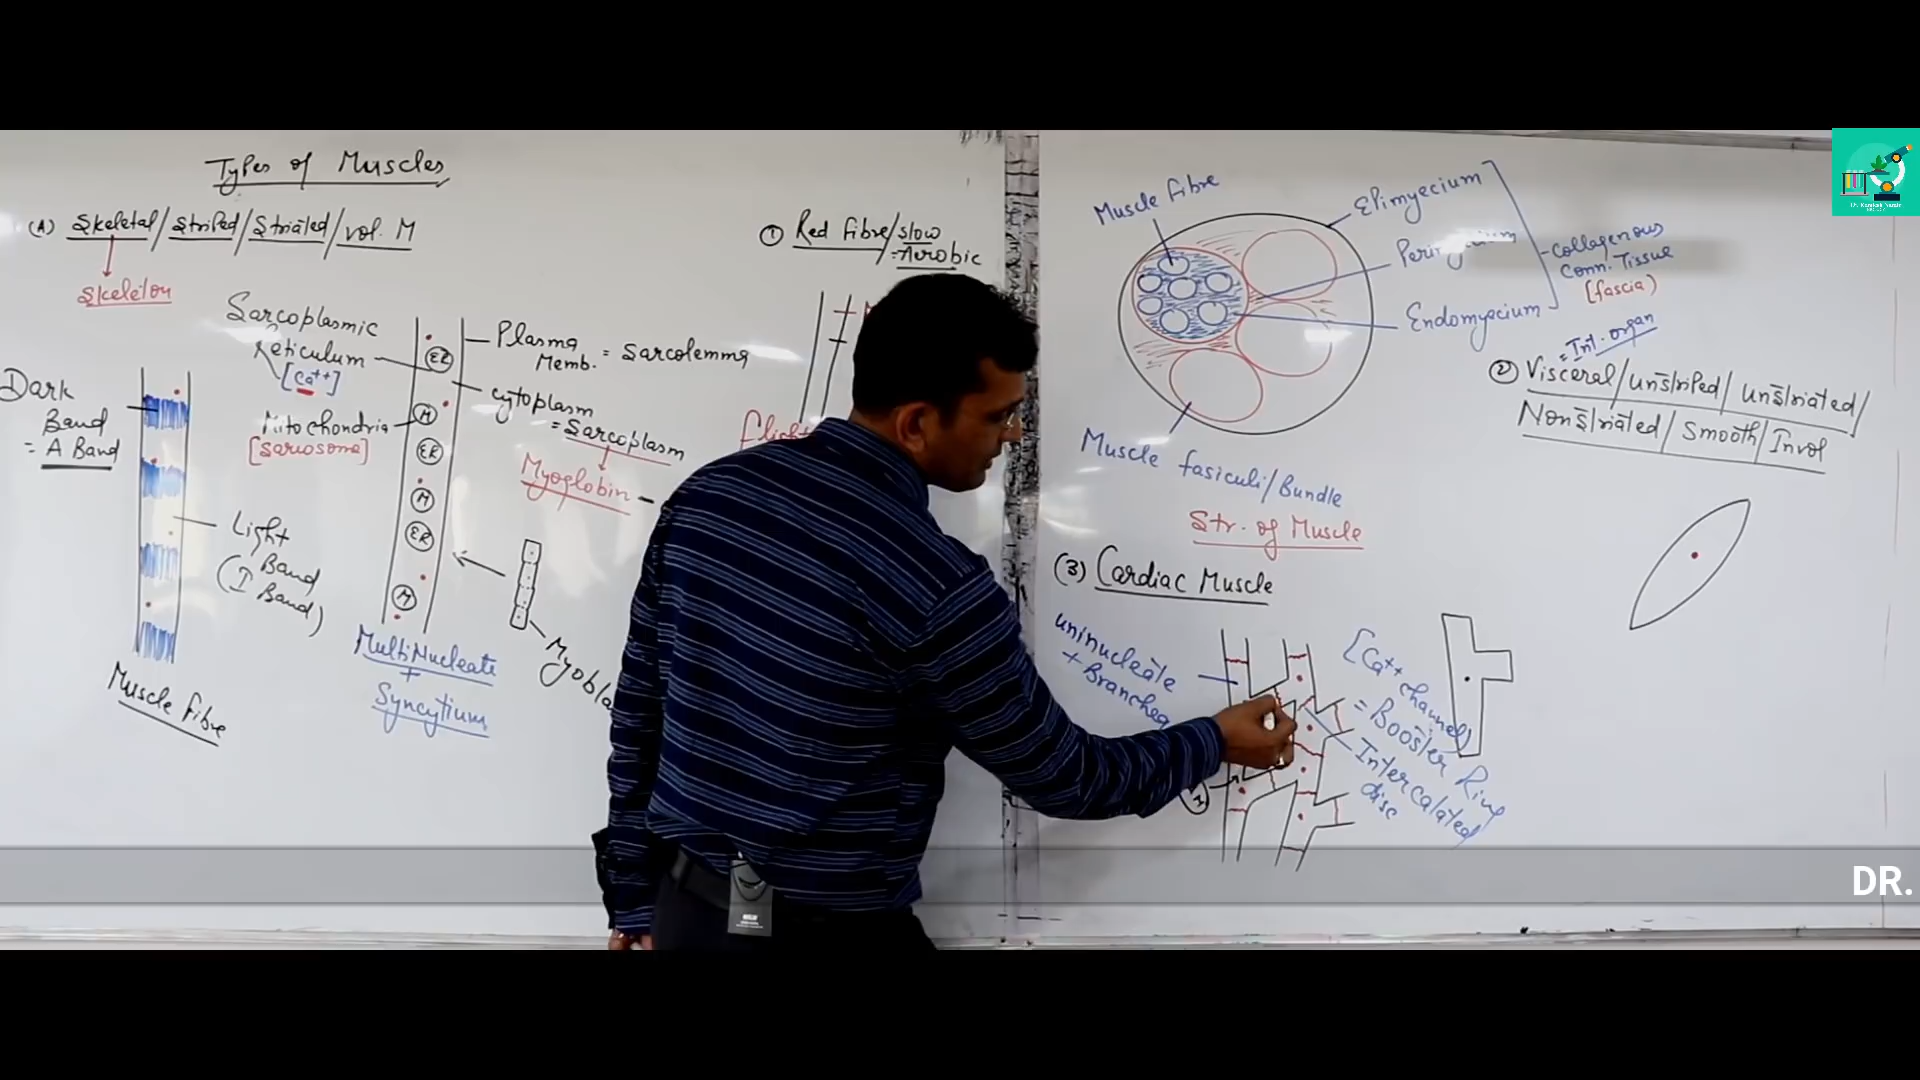 Types of Muscles
(A) Skeletal/Striped/Striated/vol. M
Skeleton
Sarcoplasmic
Reticulum
[Ca++]
Mitochondria
[Sarcosome]
Dark
Band
= A Band
Light
Band
(I Band)
Muscle fibre
ER
M
ER
M
ER
M
Plasma
Memb. = Sarcolemma
cytoplasm
= Sarcoplasm
Myoglobin
MultiNucleate
+
Syncytium
① Red fibre/slow
=Aerobic
Muscle fibre
Epimyecium
Endomyecium
Collagenous
Conn. Tissue
[fascia)
Muscle fasiculi/Bundle
Str. of Muscle
= Int. organ
② Visceral/unstriped/unstriated/
Nonstriated/Smooth/Invol
(3) Cardiac Muscle
uninucleate
+ Branched
[Ca++ channel)
= Booster Ring
Intercalated
disc
DR.